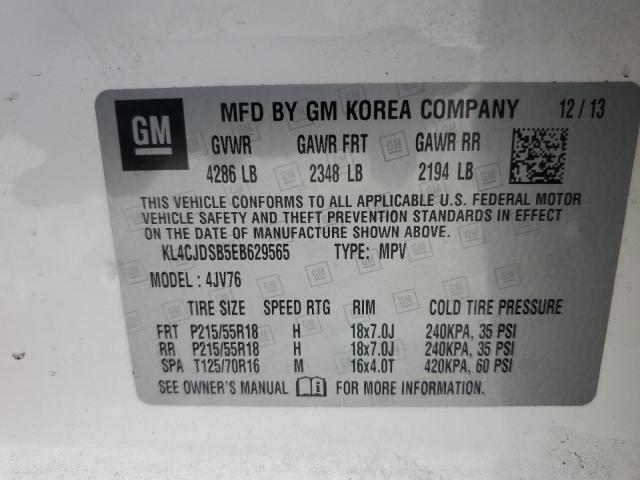 GM MFD BY GM KOREA COMPANY 12/13
GVWR GAWR FRT GAWR RR
4286 LB 2348 LB 2194 LB
THIS VEHICLE CONFORMS TO ALL APPLICABLE U.S. FEDERAL MOTOR
VEHICLE SAFETY AND THEFT PREVENTION STANDARDS IN EFFECT
ON THE DATE OF MANUFACTURE SHOWN ABOVE.
KL4CJDSB5EB629565 TYPE: MPV
MODEL: 4JV76
TIRE SIZE SPEED RTG RIM COLD TIRE PRESSURE
FRT P215/55R18 H 18x7.0J 240KPA, 35 PSI
RR P215/55R18 H 18x7.0J 240KPA, 35 PSI
SPA T125/70R16 M 16x4.0T 420KPA, 60 PSI
SEE OWNER'S MANUAL FOR MORE INFORMATION.